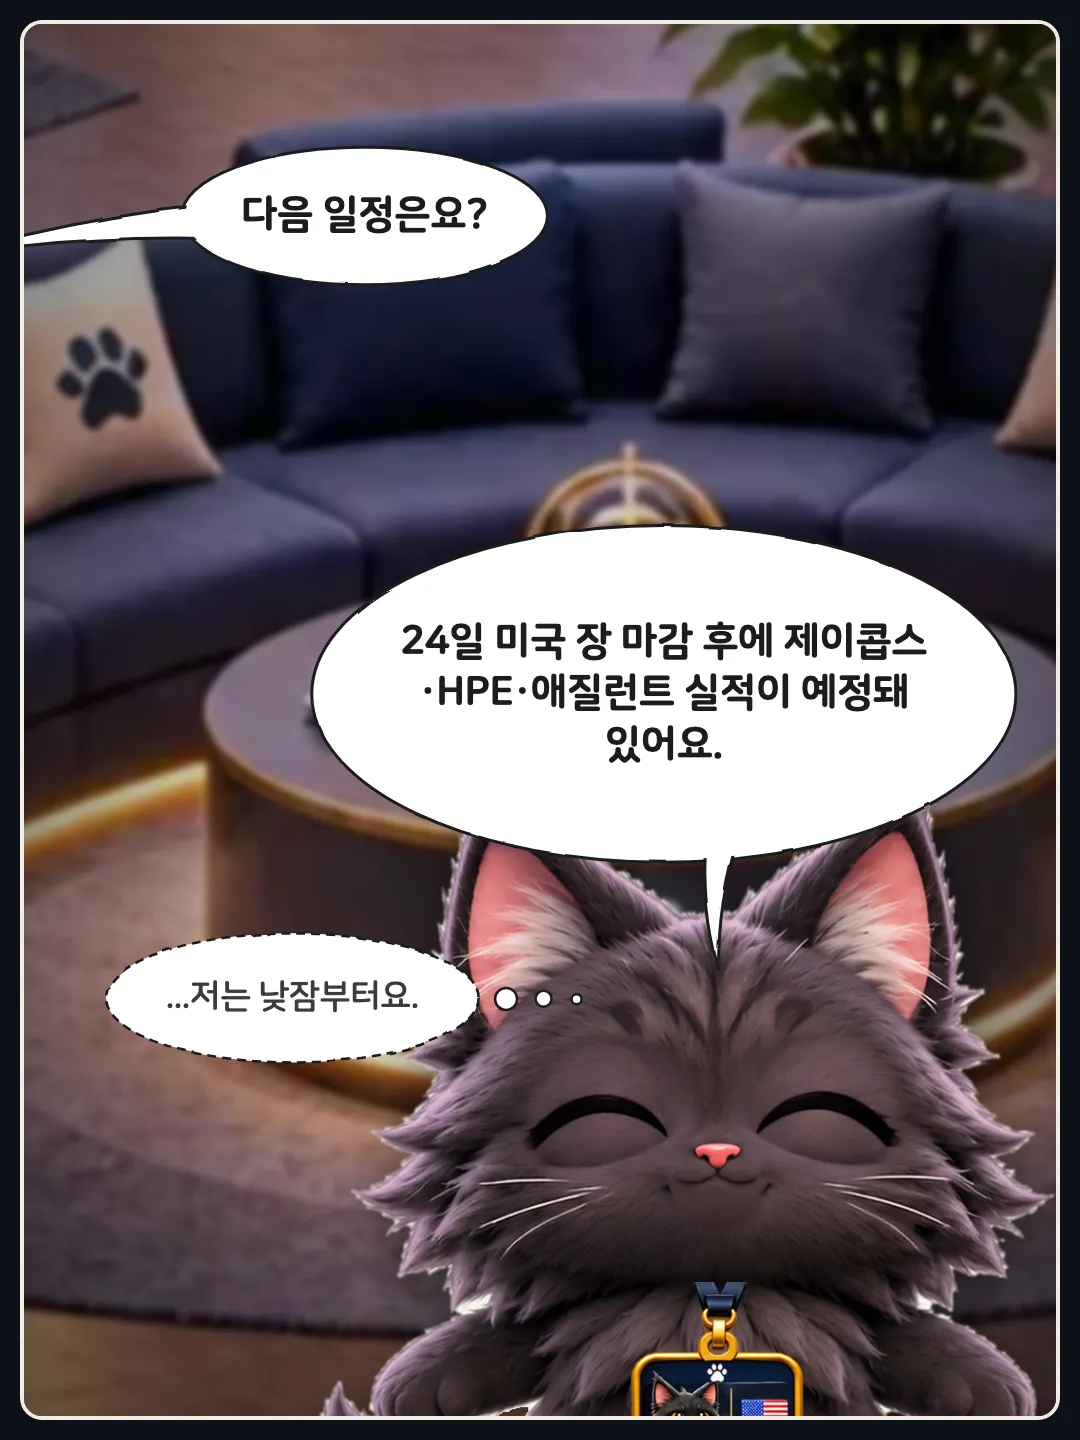 다음 일정은요?
24일 미국 장 마감 후에 제이콥스
·HPE·애질런트 실적이 예정돼
있어요.
...저는 낮잠부터요.